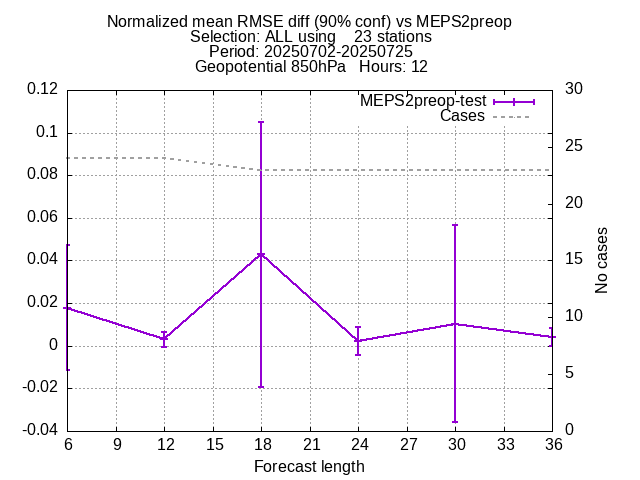 Normalized mean RMSE diff (90% conf) vs MEPS2preop
Selection: ALL using    23 stations
Period: 20250702-20250725
Geopotential 850hPa   Hours: 12
MEPS2preop-test
Cases
0.12
0.1
0.08
0.06
0.04
0.02
0
-0.02
-0.04
30
25
20
15
10
5
0
No cases
6 9 12 15 18 21 24 27 30 33 36
Forecast length